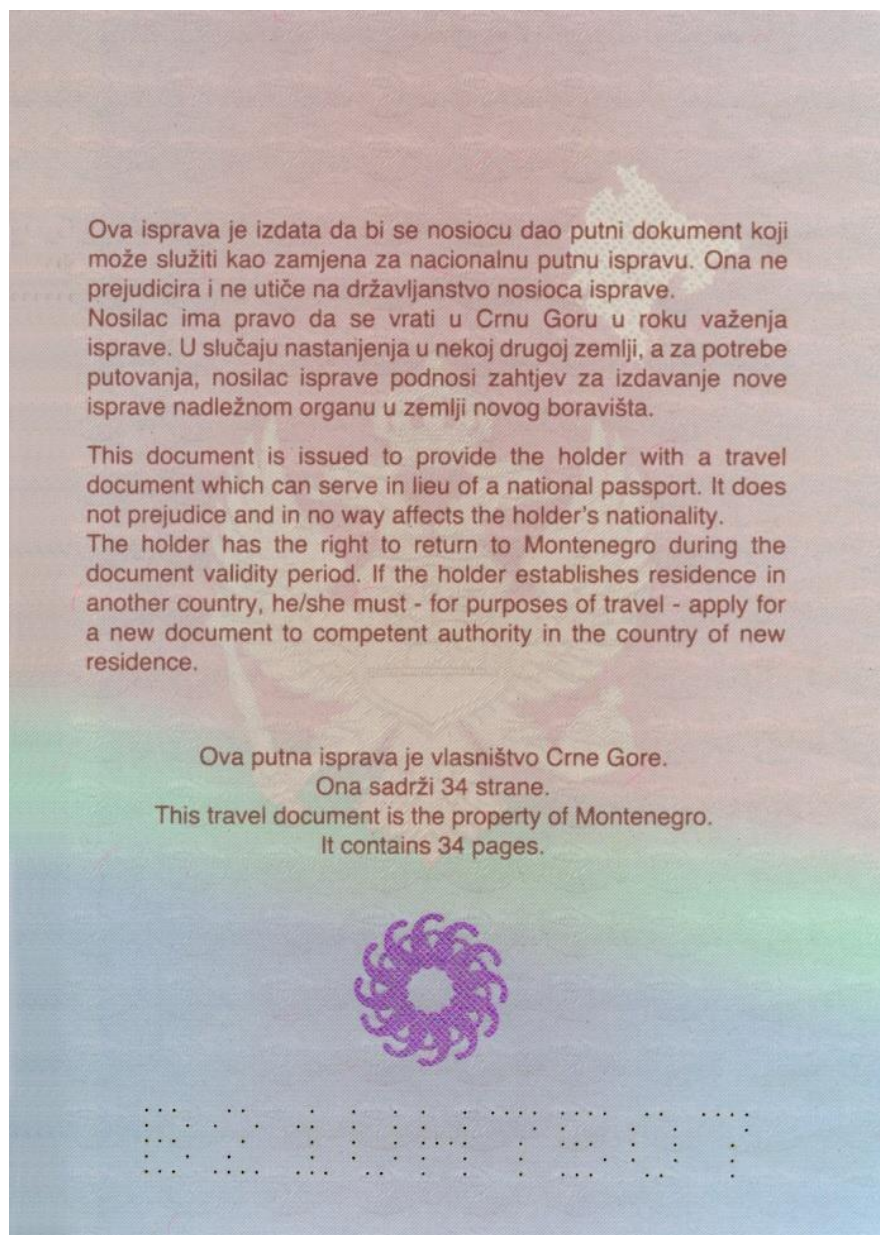 Ova isprava je izdata da bi se nosiocu dao putni dokument koji
može služiti kao zamjena za nacionalnu putnu ispravu. Ona ne
prejudicira i ne utiče na državljanstvo nosioca isprave.
Nosilac ima pravo da se vrati u Crnu Goru u roku važenja
isprave. U slučaju nastanjenja u nekoj drugoj zemlji, a za potrebe
putovanja, nosilac isprave podnosi zahtjev za izdavanje nove
isprave nadležnom organu u zemlji novog boravišta.
This document is issued to provide the holder with a travel
document which can serve in lieu of a national passport. It does
not prejudice and in no way affects the holder's nationality.
The holder has the right to return to Montenegro during the
document validity period. If the holder establishes residence in
another country, he/she must - for purposes of travel - apply for
a new document to competent authority in the country of new
residence.
Ova putna isprava je vlasništvo Crne Gore.
Ona sadrži 34 strane.
This travel document is the property of Montenegro.
It contains 34 pages.